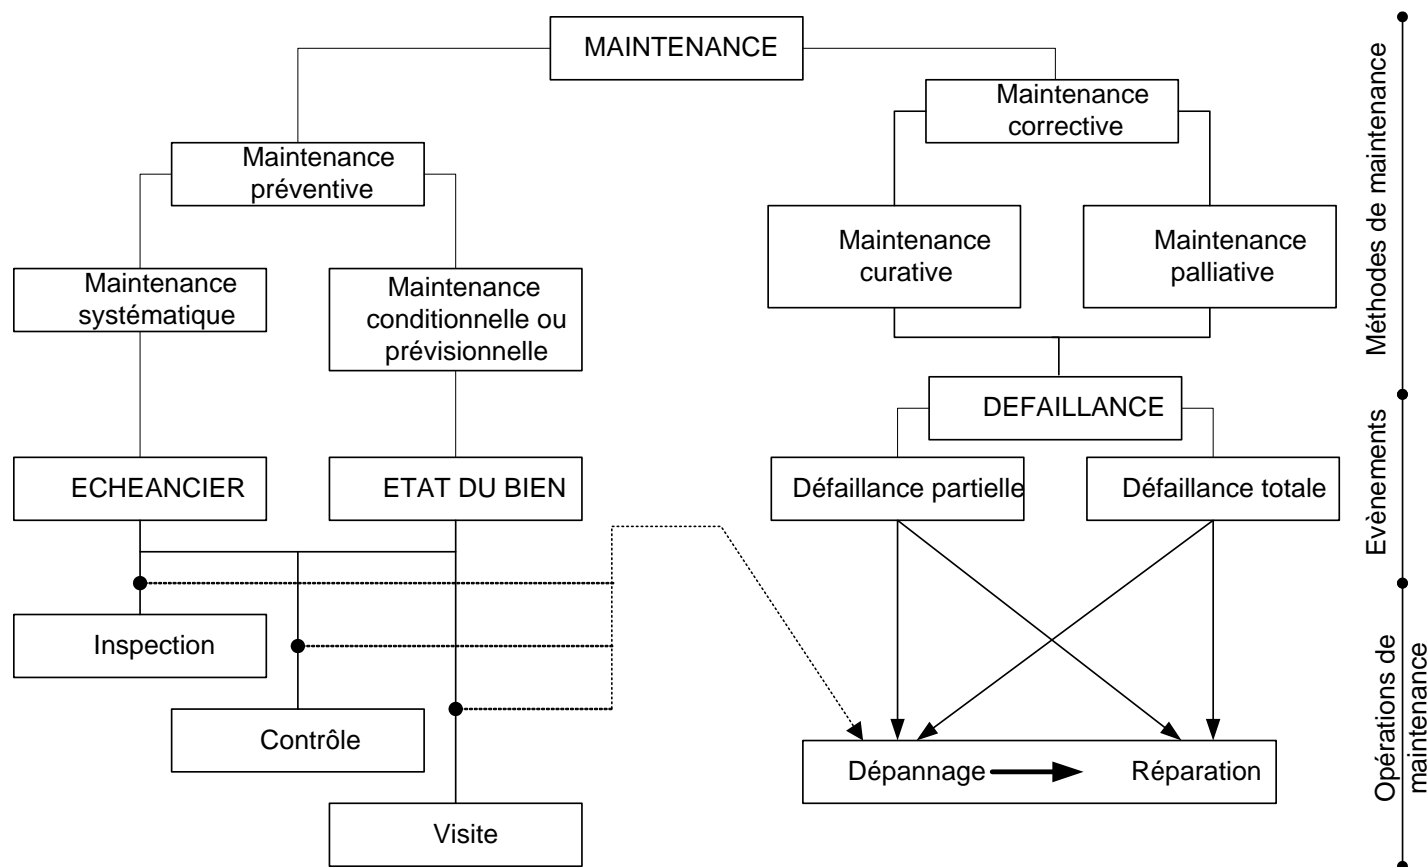 MAINTENANCE
Maintenance
corrective
Maintenance
préventive
Maintenance
curative
Maintenance
palliative
Maintenance
systématique
Maintenance
conditionnelle ou
prévisionnelle
DEFAILLANCE
ECHEANCIER
ETAT DU BIEN
Défaillance partielle
Défaillance totale
Inspection
Contrôle
Visite
Dépannage
Réparation
Méthodes de maintenance
Evènements
Opérations de
maintenance